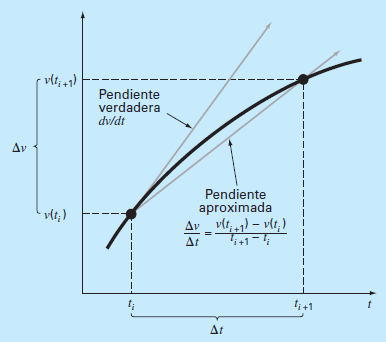 v(t_{i+1})
Pendiente
verdadera
dv/dt
Δv
Pendiente
aproximada
v(t_i)
Δv/Δt = (v(t_{i+1}) – v(t_i))/(t_{i+1} – t_i)
t_i
t_{i+1}
t
Δt